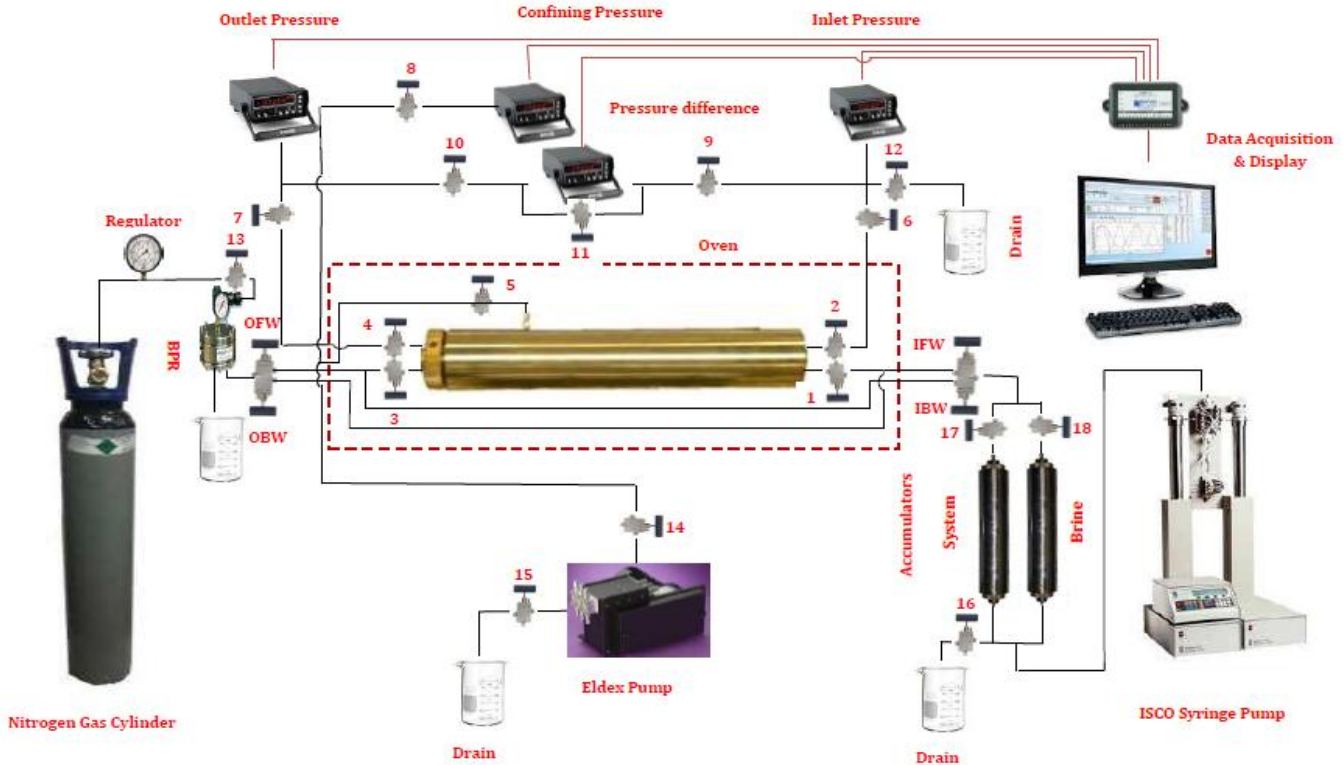 Outlet Pressure
Confining Pressure
Inlet Pressure
8
Pressure difference
10
9
12
Data Acquisition
& Display
7
Regulator
13
6
11
Oven
Drain
5
2
4
OFW
BPR
IFW
3
1
IBW
OBW
17
18
Accumulators
System
Brine
14
15
16
Eldex Pump
Nitrogen Gas Cylinder
ISCO Syringe Pump
Drain
Drain